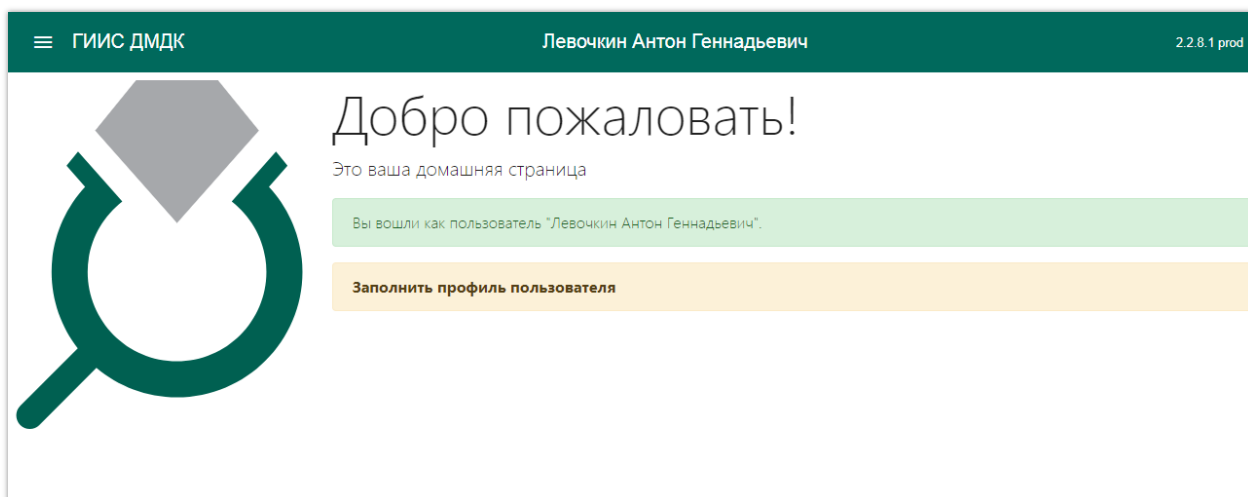 ГИИС ДМДК
Левочкин Антон Геннадьевич
2.2.8.1 prod
Добро пожаловать!
Это ваша домашняя страница
Вы вошли как пользователь "Левочкин Антон Геннадьевич".
Заполнить профиль пользователя